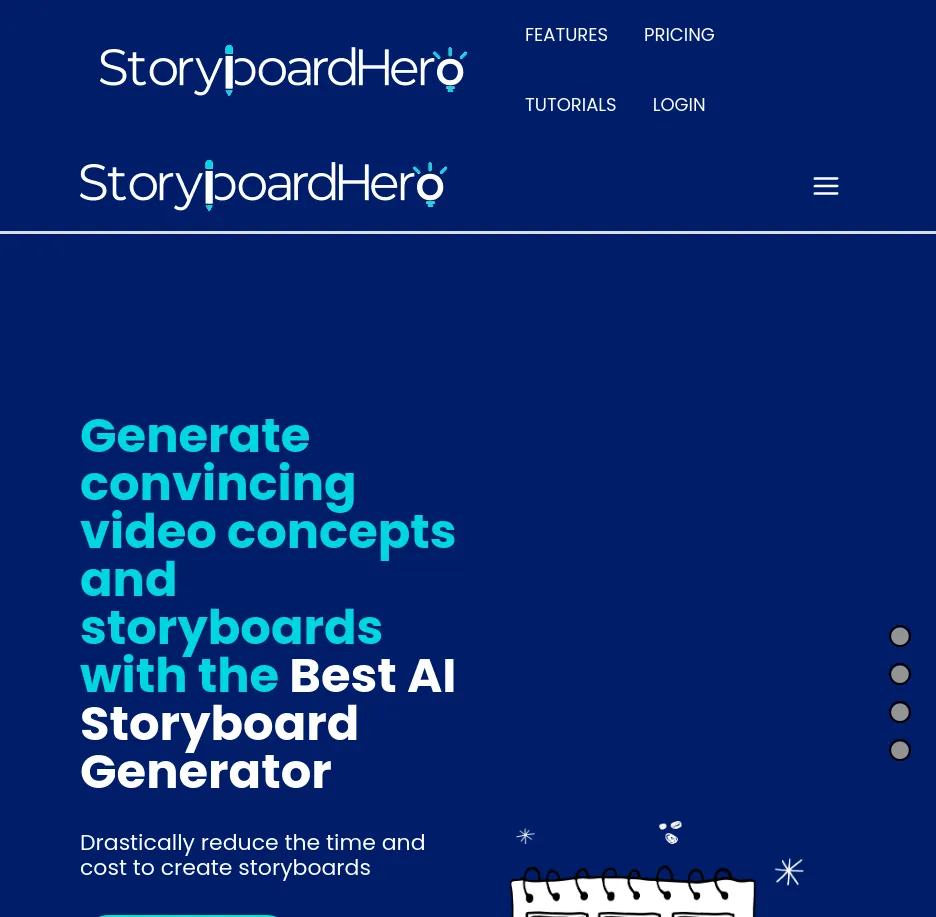 StoryboardHero
FEATURES
PRICING
TUTORIALS
LOGIN
StoryboardHero
Generate
convincing
video concepts
and
storyboards
with the Best AI
Storyboard
Generator
Drastically reduce the time and
cost to create storyboards